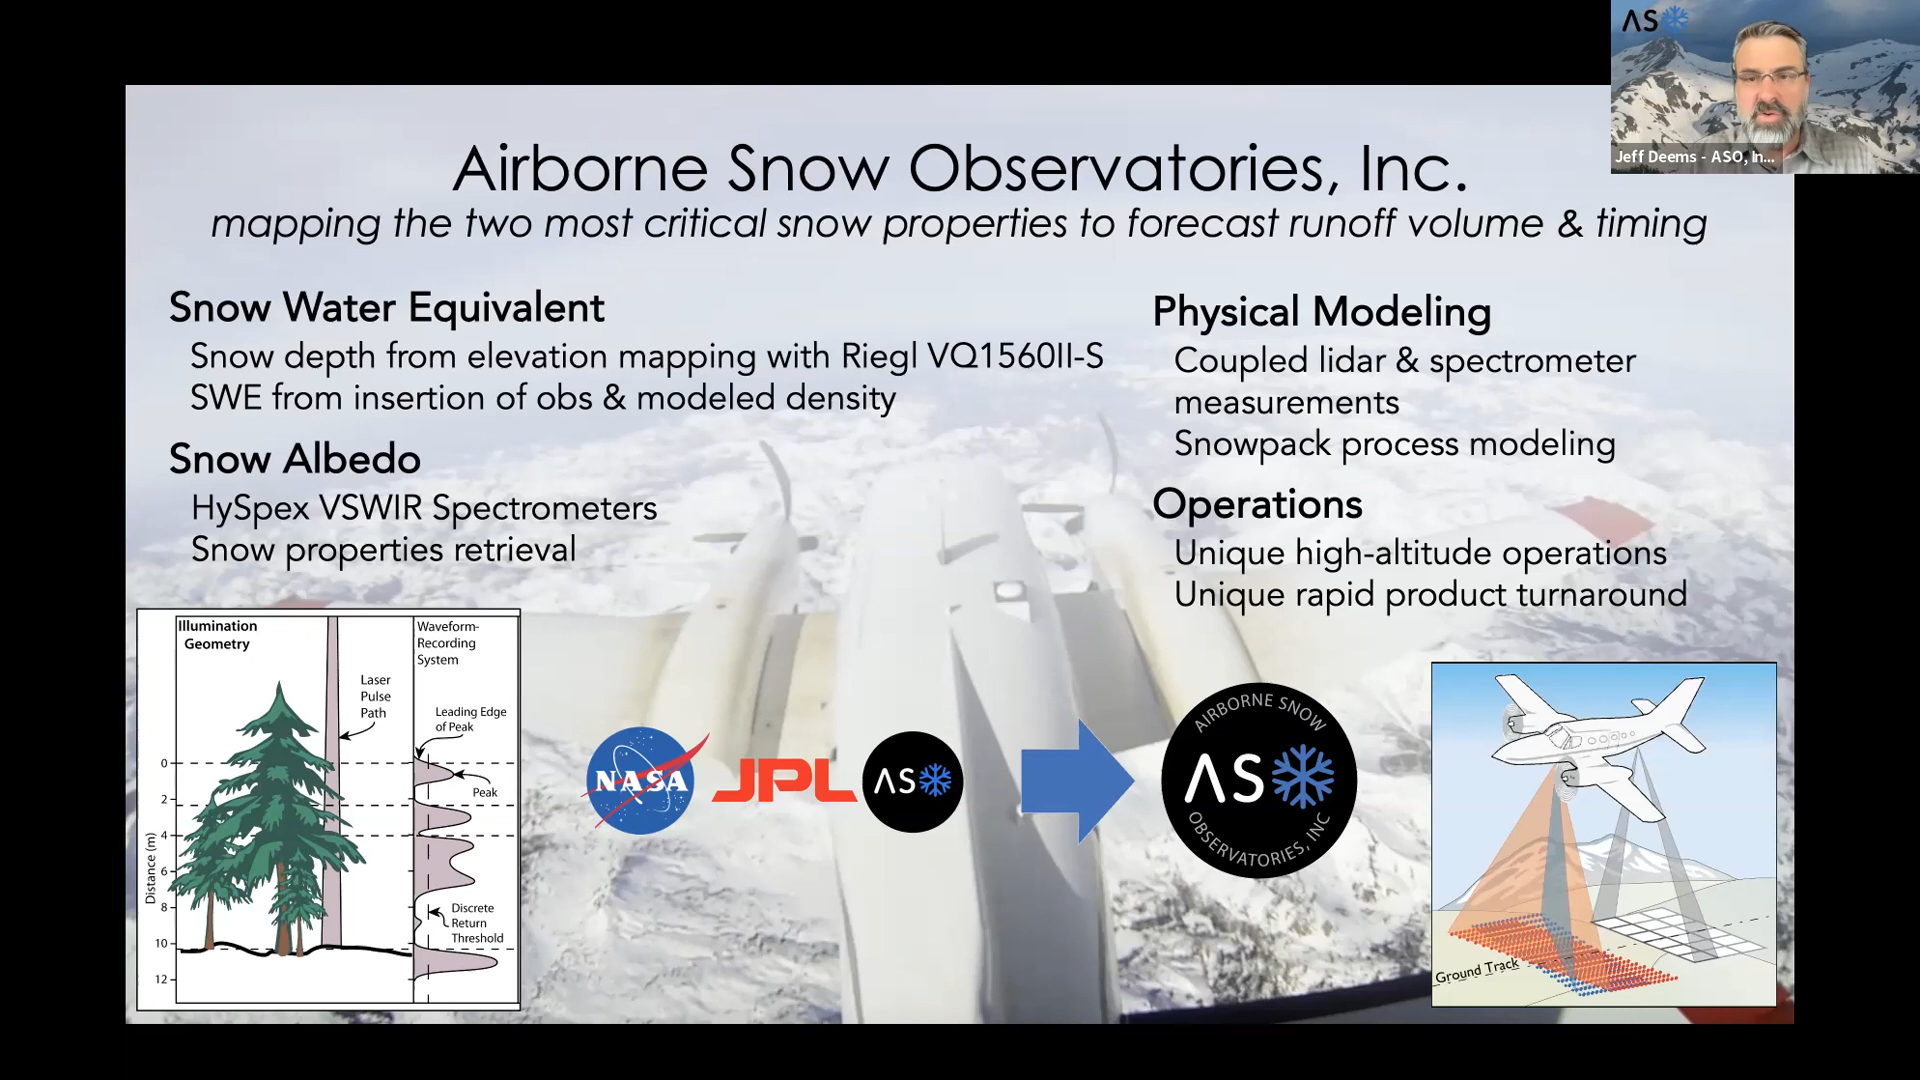 AS
Jeff Deems - ASO, In...
Airborne Snow Observatories, Inc.
mapping the two most critical snow properties to forecast runoff volume & timing
Snow Water Equivalent
Snow depth from elevation mapping with Riegl VQ1560II-S
SWE from insertion of obs & modeled density
Snow Albedo
HySpex VSWIR Spectrometers
Snow properties retrieval
Physical Modeling
Coupled lidar & spectrometer
measurements
Snowpack process modeling
Operations
Unique high-altitude operations
Unique rapid product turnaround
Illumination
Geometry
Waveform-
Recording
System
Laser
Pulse
Path
Leading Edge
of Peak
Peak
Discrete
Return
Threshold
Distance (m)
0
2
4
6
8
10
12
NASA
JPL
AS
AIRBORNE SNOW
AS
OBSERVATORIES, INC
Ground Track